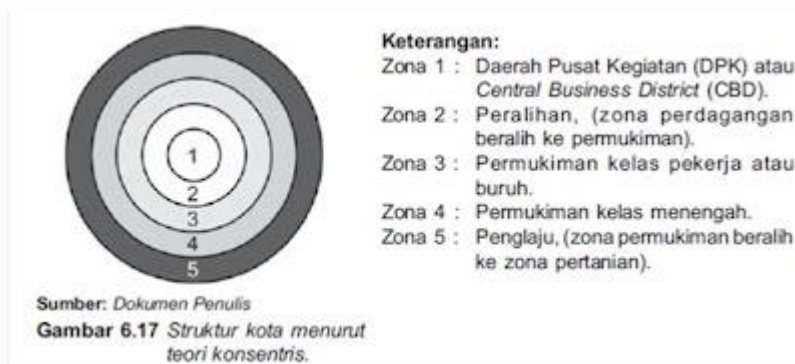 1
2
3
4
5
Sumber: Dokumen Penulis
Gambar 6.17 Struktur kota menurut
teori konsentris.
Keterangan:
Zona 1 : Daerah Pusat Kegiatan (DPK) atau
Central Business District (CBD).
Zona 2 : Peralihan, (zona perdagangan
beralih ke permukiman).
Zona 3 : Permukiman kelas pekerja atau
buruh.
Zona 4 : Permukiman kelas menengah.
Zona 5 : Penglaju, (zona permukiman beralih
ke zona pertanian).